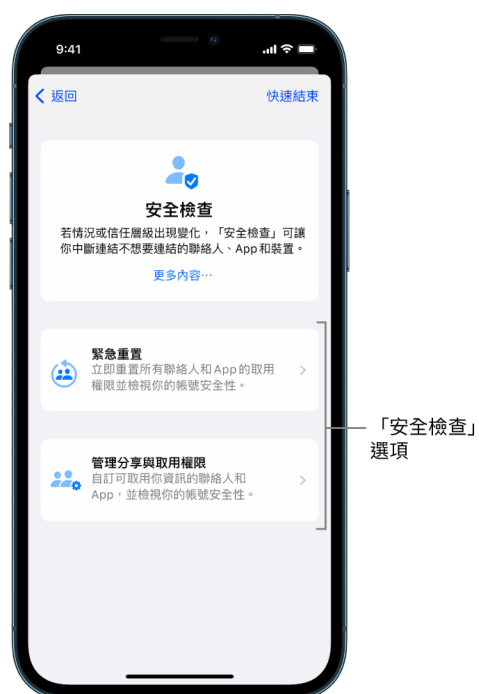 9:41
返回
快速結束
安全檢查
若情況或信任層級出現變化，「安全檢查」可讓
你中斷連結不想要連結的聯絡人、App 和裝置。
更多內容⋯
緊急重置
立即重置所有聯絡人和 App 的取用
權限並檢視你的帳號安全性。
管理分享與取用權限
自訂可取用你資訊的聯絡人和
App，並檢視你的帳號安全性。
「安全檢查」
選項